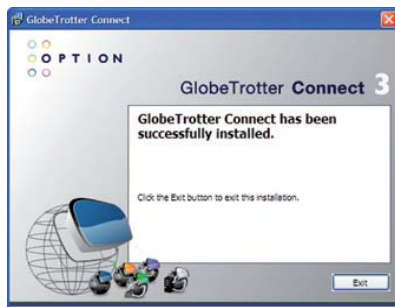 GlobeTrotter Connect
OPTION
GlobeTrotter Connect 3
GlobeTrotter Connect has been
successfully installed.
Click the Exit button to exit this installation.
Exit